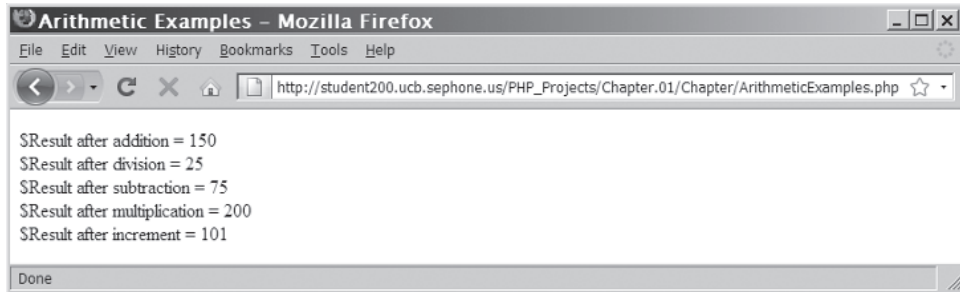 Arithmetic Examples - Mozilla Firefox
File Edit View History Bookmarks Tools Help
http://student200.ucb.sephone.us/PHP_Projects/Chapter.01/Chapter/ArithmeticExamples.php
$Result after addition = 150
$Result after division = 25
$Result after subtraction = 75
$Result after multiplication = 200
$Result after increment = 101
Done